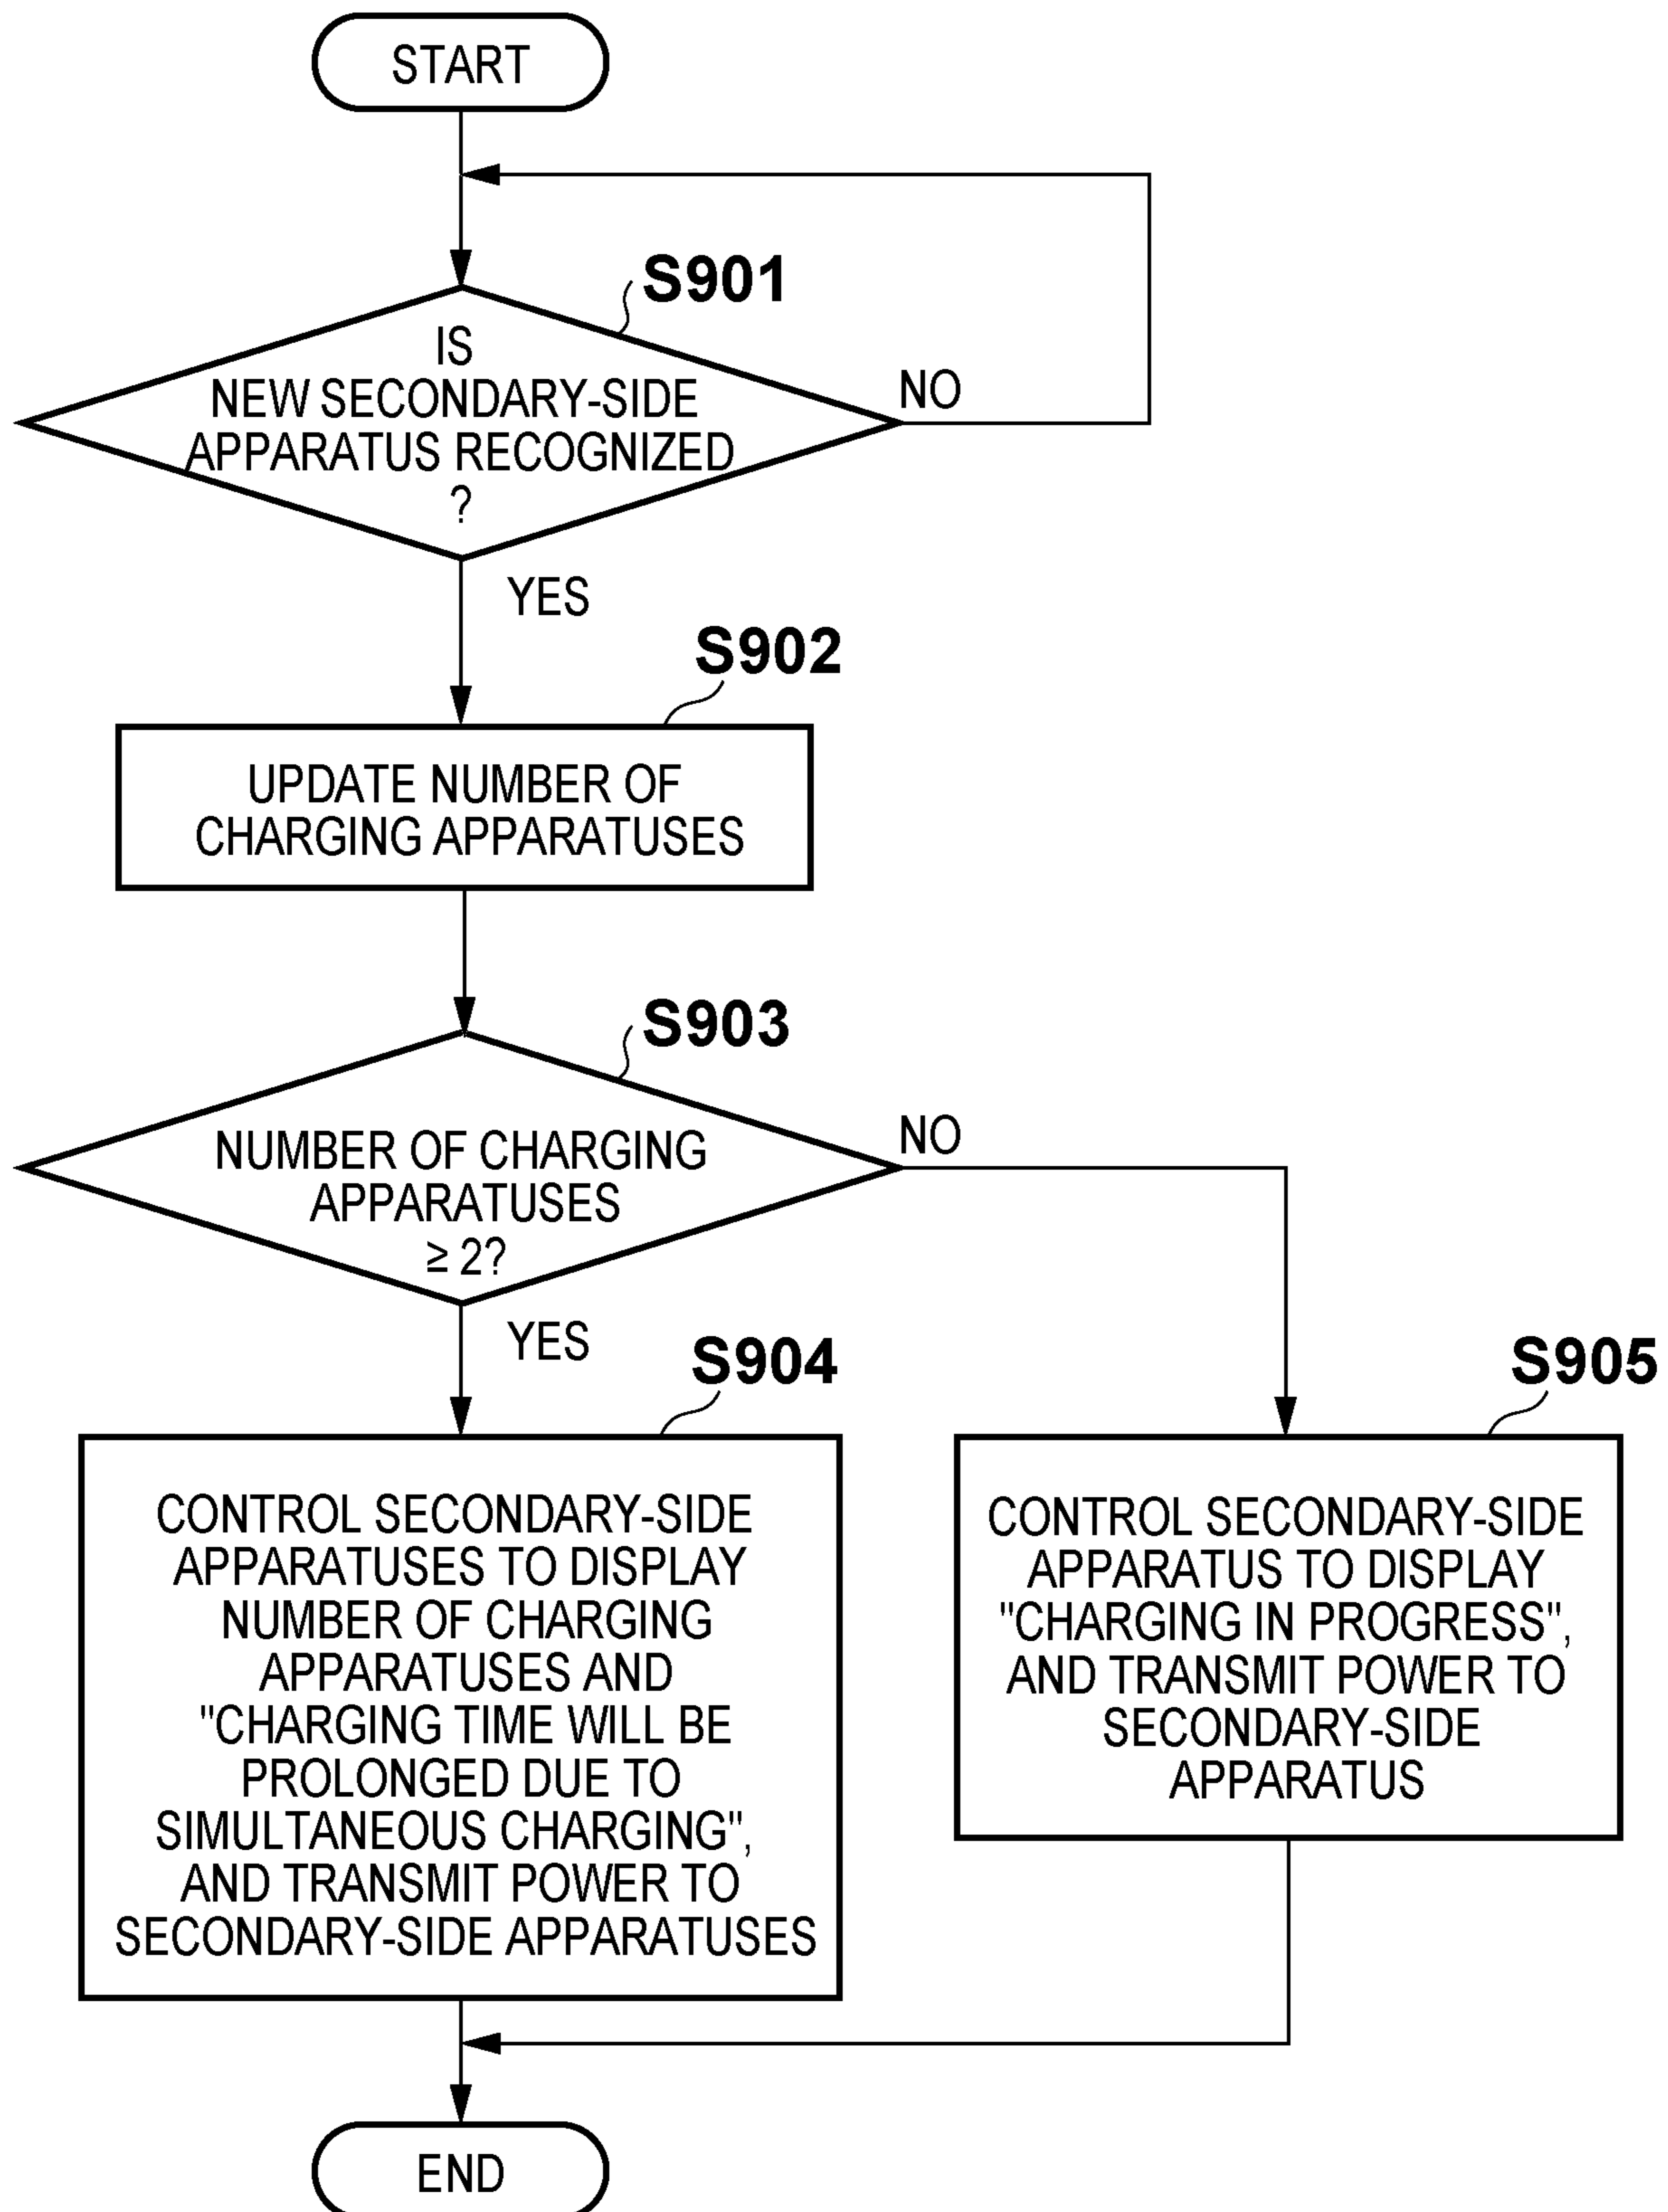 START
S901
IS
NEW SECONDARY-SIDE
APPARATUS RECOGNIZED
?
NO
YES
S902
UPDATE NUMBER OF
CHARGING APPARATUSES
S903
NUMBER OF CHARGING
APPARATUSES
≥ 2?
NO
YES
S904
CONTROL SECONDARY-SIDE
APPARATUSES TO DISPLAY
NUMBER OF CHARGING
APPARATUSES AND
"CHARGING TIME WILL BE
PROLONGED DUE TO
SIMULTANEOUS CHARGING",
AND TRANSMIT POWER TO
SECONDARY-SIDE APPARATUSES
S905
CONTROL SECONDARY-SIDE
APPARATUS TO DISPLAY
"CHARGING IN PROGRESS",
AND TRANSMIT POWER TO
SECONDARY-SIDE
APPARATUS
END